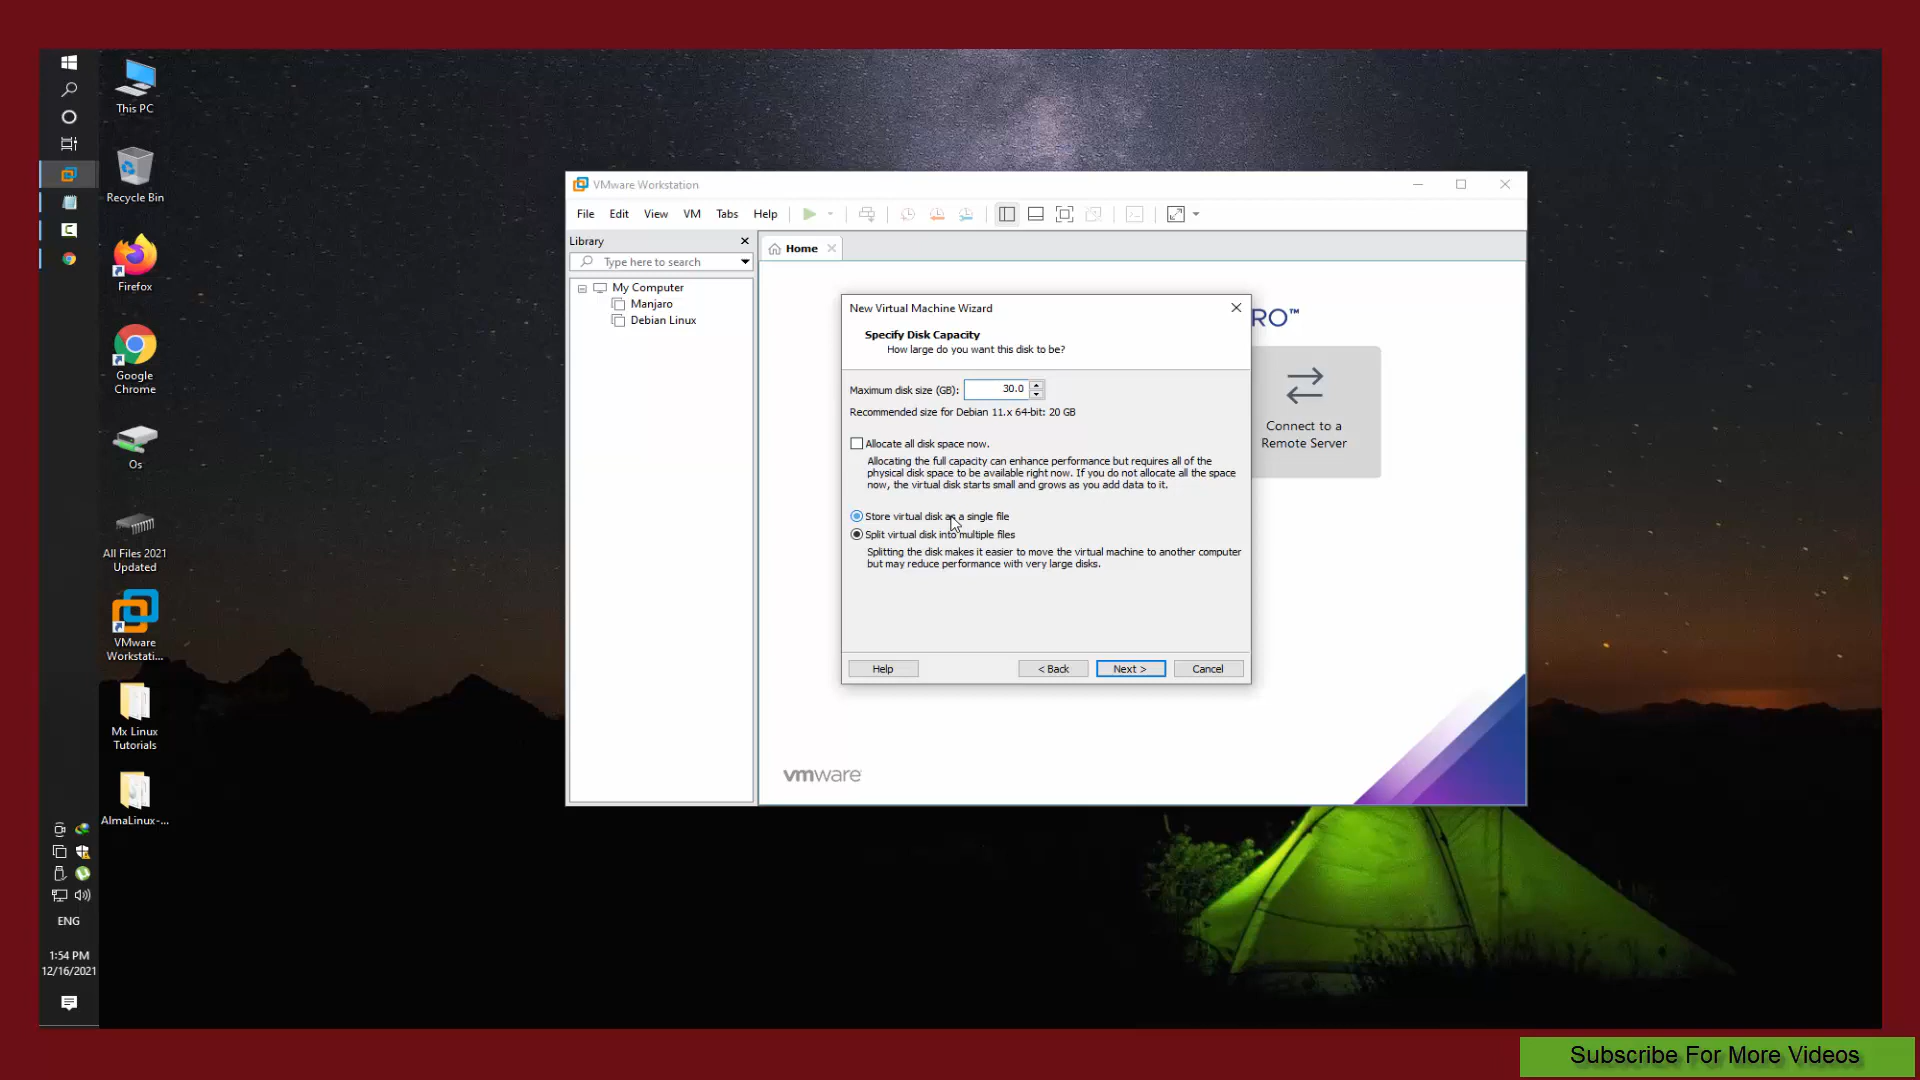 This PC
Recycle Bin
Firefox
Google
Chrome
Os
All Files 2021
Updated
VMware
Workstati...
Mx Linux
Tutorials
AlmaLinux-...
ENG
1:54 PM
12/16/2021
VMware Workstation
File Edit View VM Tabs Help
Library
Type here to search
My Computer
Manjaro
Debian Linux
Home
RO™
Connect to a
Remote Server
vmware
New Virtual Machine Wizard
Specify Disk Capacity
How large do you want this disk to be?
Maximum disk size (GB): 30.0
Recommended size for Debian 11.x 64-bit: 20 GB
Allocate all disk space now.
Allocating the full capacity can enhance performance but requires all of the
physical disk space to be available right now. If you do not allocate all the space
now, the virtual disk starts small and grows as you add data to it.
Store virtual disk as a single file
Split virtual disk into multiple files
Splitting the disk makes it easier to move the virtual machine to another computer
but may reduce performance with very large disks.
Help < Back Next > Cancel
Subscribe For More Videos